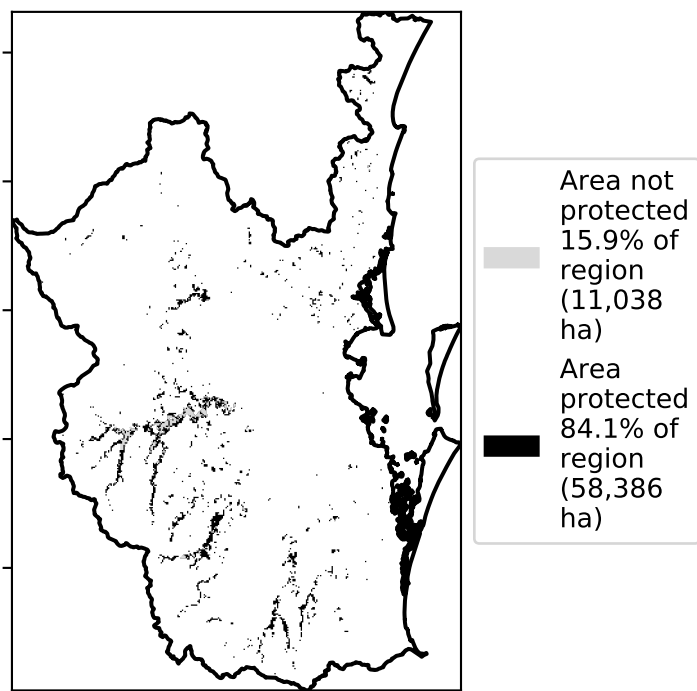 Area not
protected
15.9% of
region
(11,038
ha)
Area
protected
84.1% of
region
(58,386
ha)